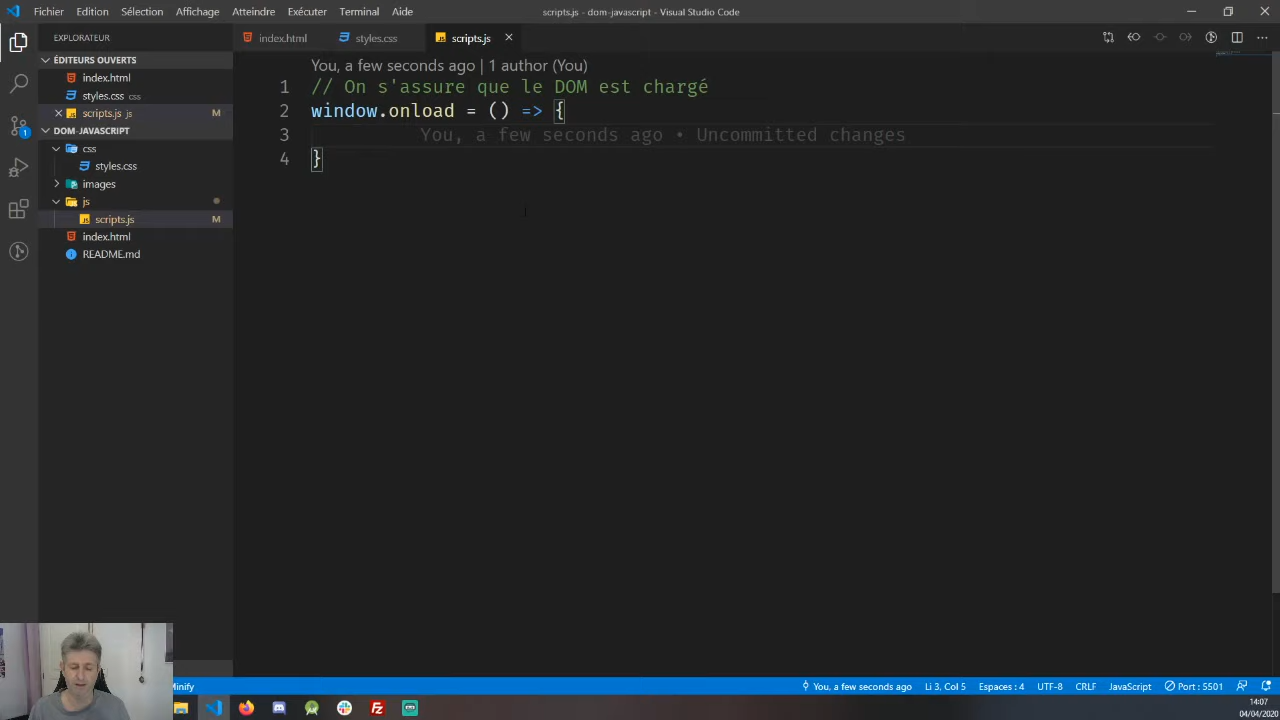 Fichier Edition Sélection Affichage Atteindre Exécuter Terminal Aide
scripts.js - dom-javascript - Visual Studio Code
EXPLORATEUR
ÉDITEURS OUVERTS
index.html
styles.css css
scripts.js js M
DOM-JAVASCRIPT
css
styles.css
images
js
scripts.js M
index.html
README.md
index.html
styles.css
scripts.js
You, a few seconds ago | 1 author (You)
1 // On s'assure que le DOM est chargé
2 window.onload = () => {
3 You, a few seconds ago • Uncommitted changes
4 }
1
Minify
You, a few seconds ago
Li 3, Col 5
Espaces : 4
UTF-8
CRLF
JavaScript
Port : 5501
14:07
04/04/2020